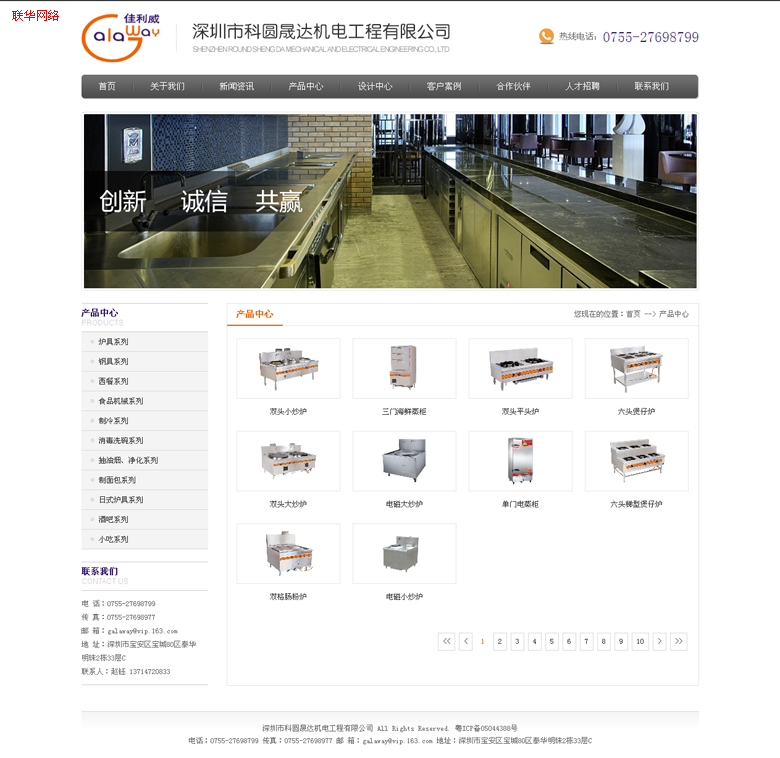 联华网络
佳利威
Galaway
深圳市科圆晟达机电工程有限公司
SHENZHEN ROUND SHENG DA MECHANICAL AND ELECTRICAL ENGINEERING CO., LTD
热线电话: 0755-27698799
首页 关于我们 新闻资讯 产品中心 设计中心 客户案例 合作伙伴 人才招聘 联系我们
创新 诚信 共赢
产品中心
PRODUCTS
炉具系列
锅具系列
西餐系列
食品机械系列
制冷系列
消毒洗碗系列
抽油烟、净化系列
制面包系列
日式炉具系列
酒吧系列
小吃系列
联系我们
CONTACT US
电 话：0755-27698799
传 真：0755-27698977
邮 箱：galaway@vip.163.com
地 址：深圳市宝安区宝城80区泰华
明珠2栋33层C
联系人：赵钰 13714720833
产品中心 您现在的位置：首页 --> 产品中心
双头小炒炉 三门海鲜蒸柜 双头平头炉 六头煲仔炉
双头大炒炉 电磁大炒炉 单门电蒸柜 六头梯型煲仔炉
双格肠粉炉 电磁小炒炉
<< < 1 2 3 4 5 6 7 8 9 10 > >>
深圳市科圆晟达机电工程有限公司 All Rights Reserved. 粤ICP备05044388号
电话：0755-27698799 传真：0755-27698977 邮 箱：galaway@vip.163.com 地址：深圳市宝安区宝城80区泰华明珠2栋33层C